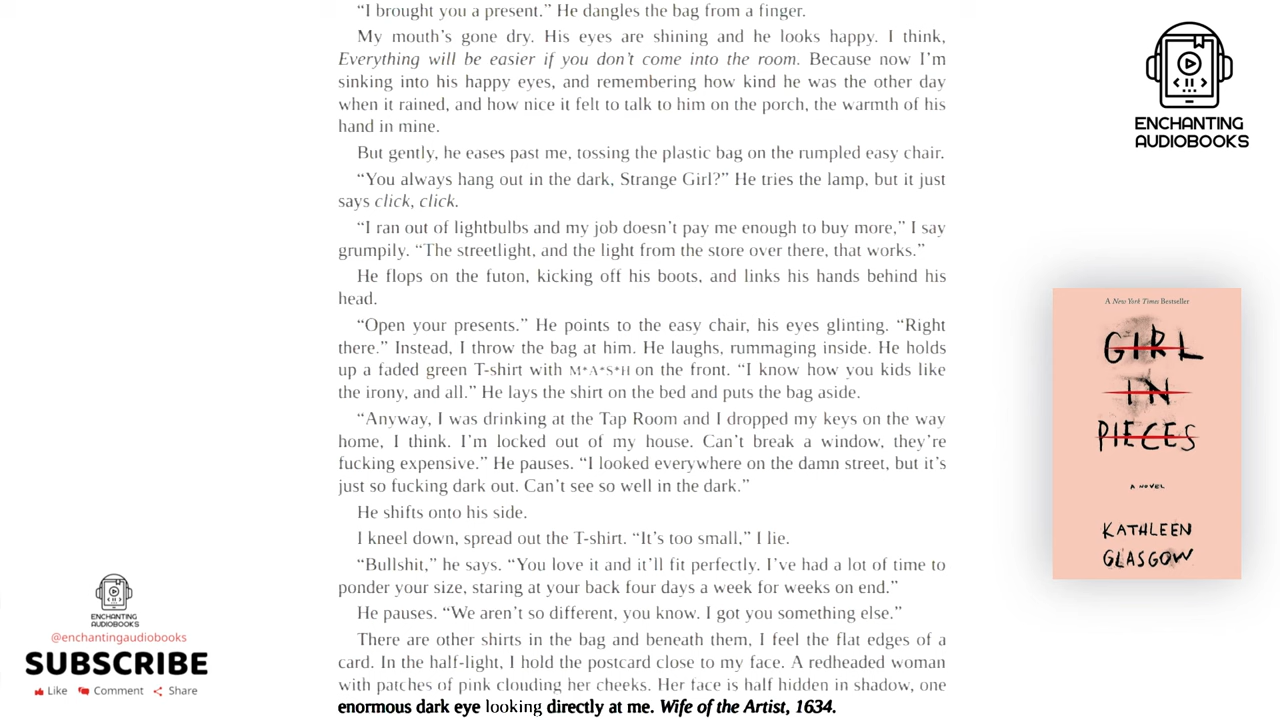 “I brought you a present.” He dangles the bag from a finger.
My mouth’s gone dry. His eyes are shining and he looks happy. I think,
Everything will be easier if you don’t come into the room. Because now I’m
sinking into his happy eyes, and remembering how kind he was the other day
when it rained, and how nice it felt to talk to him on the porch, the warmth of his
hand in mine.
But gently, he eases past me, tossing the plastic bag on the rumpled easy chair.
“You always hang out in the dark, Strange Girl?” He tries the lamp, but it just
says click, click.
“I ran out of lightbulbs and my job doesn’t pay me enough to buy more,” I say
grumpily. “The streetlight, and the light from the store over there, that works.”
He flops on the futon, kicking off his boots, and links his hands behind his
head.
“Open your presents.” He points to the easy chair, his eyes glinting. “Right
there.” Instead, I throw the bag at him. He laughs, rummaging inside. He holds
up a faded green T-shirt with M*A*S*H on the front. “I know how you kids like
the irony, and all.” He lays the shirt on the bed and puts the bag aside.
“Anyway, I was drinking at the Tap Room and I dropped my keys on the way
home, I think. I’m locked out of my house. Can’t break a window, they’re
fucking expensive.” He pauses. “I looked everywhere on the damn street, but it’s
just so fucking dark out. Can’t see so well in the dark.”
He shifts onto his side.
I kneel down, spread out the T-shirt. “It’s too small,” I lie.
“Bullshit,” he says. “You love it and it’ll fit perfectly. I’ve had a lot of time to
ponder your size, staring at your back four days a week for weeks on end.”
He pauses. “We aren’t so different, you know. I got you something else.”
There are other shirts in the bag and beneath them, I feel the flat edges of a
card. In the half-light, I hold the postcard close to my face. A redheaded woman
with patches of pink clouding her cheeks. Her face is half hidden in shadow, one
enormous dark eye looking directly at me. Wife of the Artist, 1634.
ENCHANTING
AUDIOBOOKS
A New York Times Bestseller
GIRL
IN
PIECES
A NOVEL
KATHLEEN
GLASGOW
ENCHANTING
AUDIOBOOKS
@enchantingaudiobooks
SUBSCRIBE
Like Comment Share